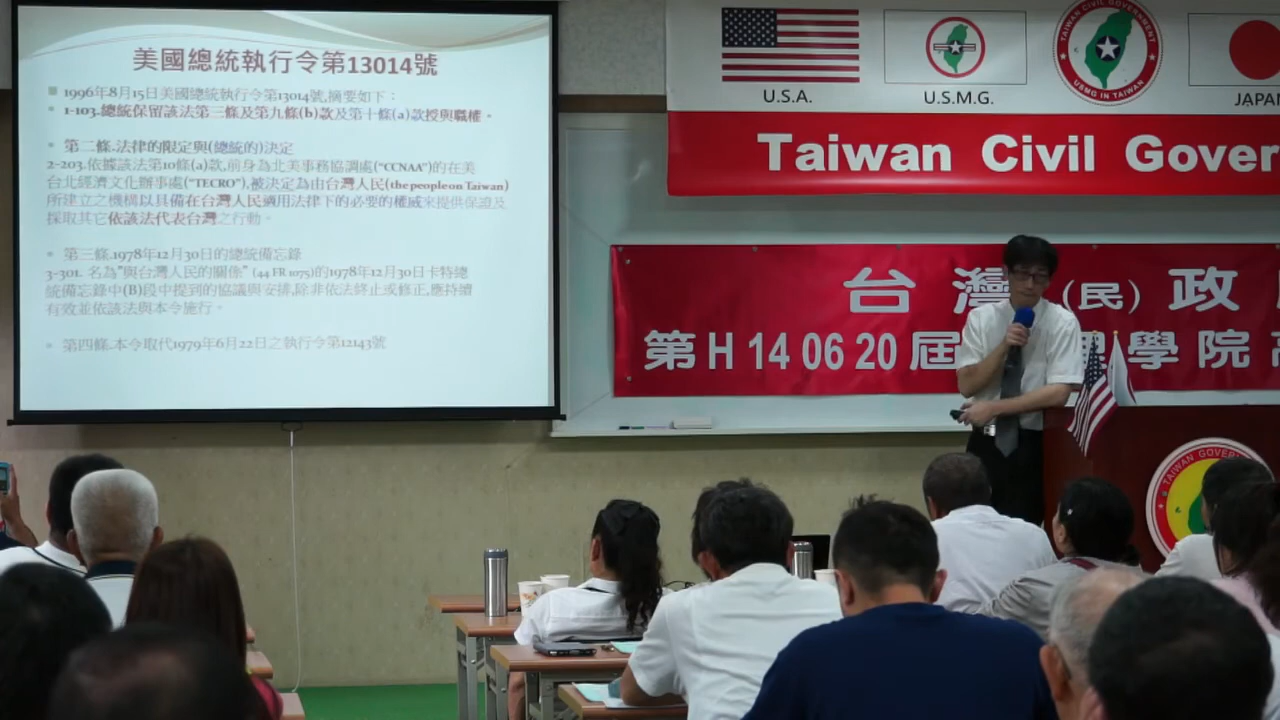 美國總統執行令第13014號
1996年8月15日美國總統執行令第13014號,摘要如下：
1-103.總統保留該法第三條及第九條(b)款及第十條(a)款授與職權。
第二條.法律的限定與(總統的)決定
2-203.依據該法第10條(a)款,前身為北美事務協調處("CCNAA")的在美
台北經濟文化辦事處("TECRO"),被決定為由台灣人民(the people on Taiwan)
所建立之機構以具備在台灣人民適用法律下的必要的權威來提供保證及
採取其它依該法代表台灣之行動。
第三條.1978年12月30日的總統備忘錄
3-301. 名為"與台灣人民的關係" (44 FR 1075)的1978年12月30日卡特總
統備忘錄中(B)段中提到的協議與安排,除非依法終止或修正,應持續
有效並依該法與本令施行。
第四條.本令取代1979年6月22日之執行令第12143號
U.S.A.
U.S.M.G.
TAIWAN CIVIL GOVERNMENT
USMG IN TAIWAN
JAPA
Taiwan Civil Gover
台灣(民)政
第H 14 06 20 屆
學院
TAIWAN GOVER